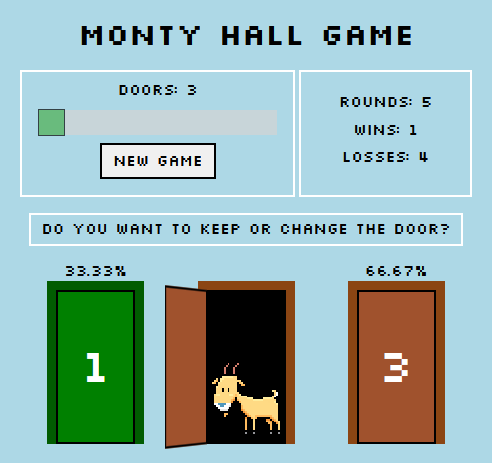 MONTY HALL GAME
DOORS: 3
NEW GAME
ROUNDS: 5
WINS: 1
LOSSES: 4
DO YOU WANT TO KEEP OR CHANGE THE DOOR?
33.33% 66.67%
1 3